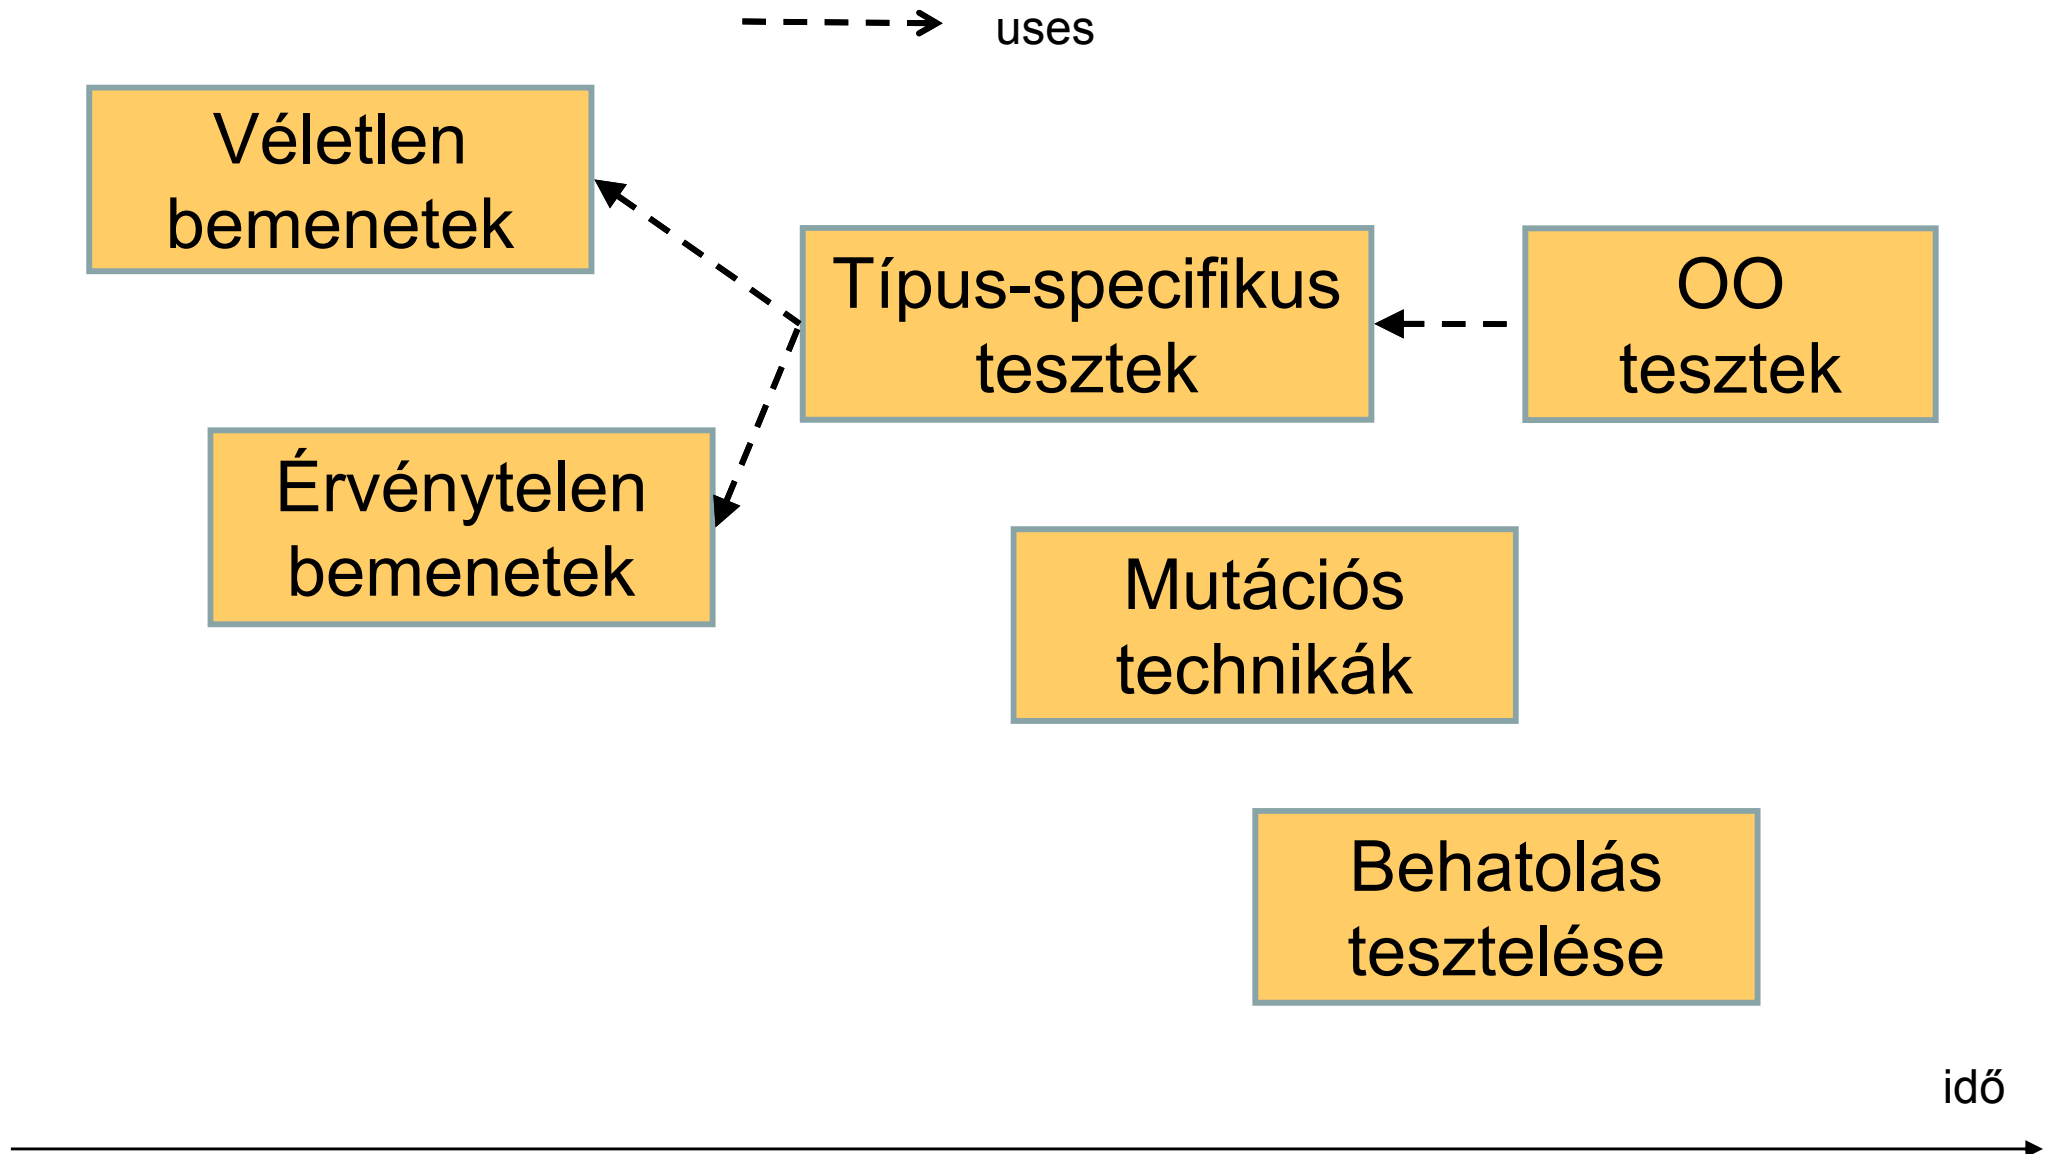 uses
Véletlen
bemenetek
Típus-specifikus
tesztek
OO
tesztek
Érvénytelen
bemenetek
Mutációs
technikák
Behatolás
tesztelése
idő